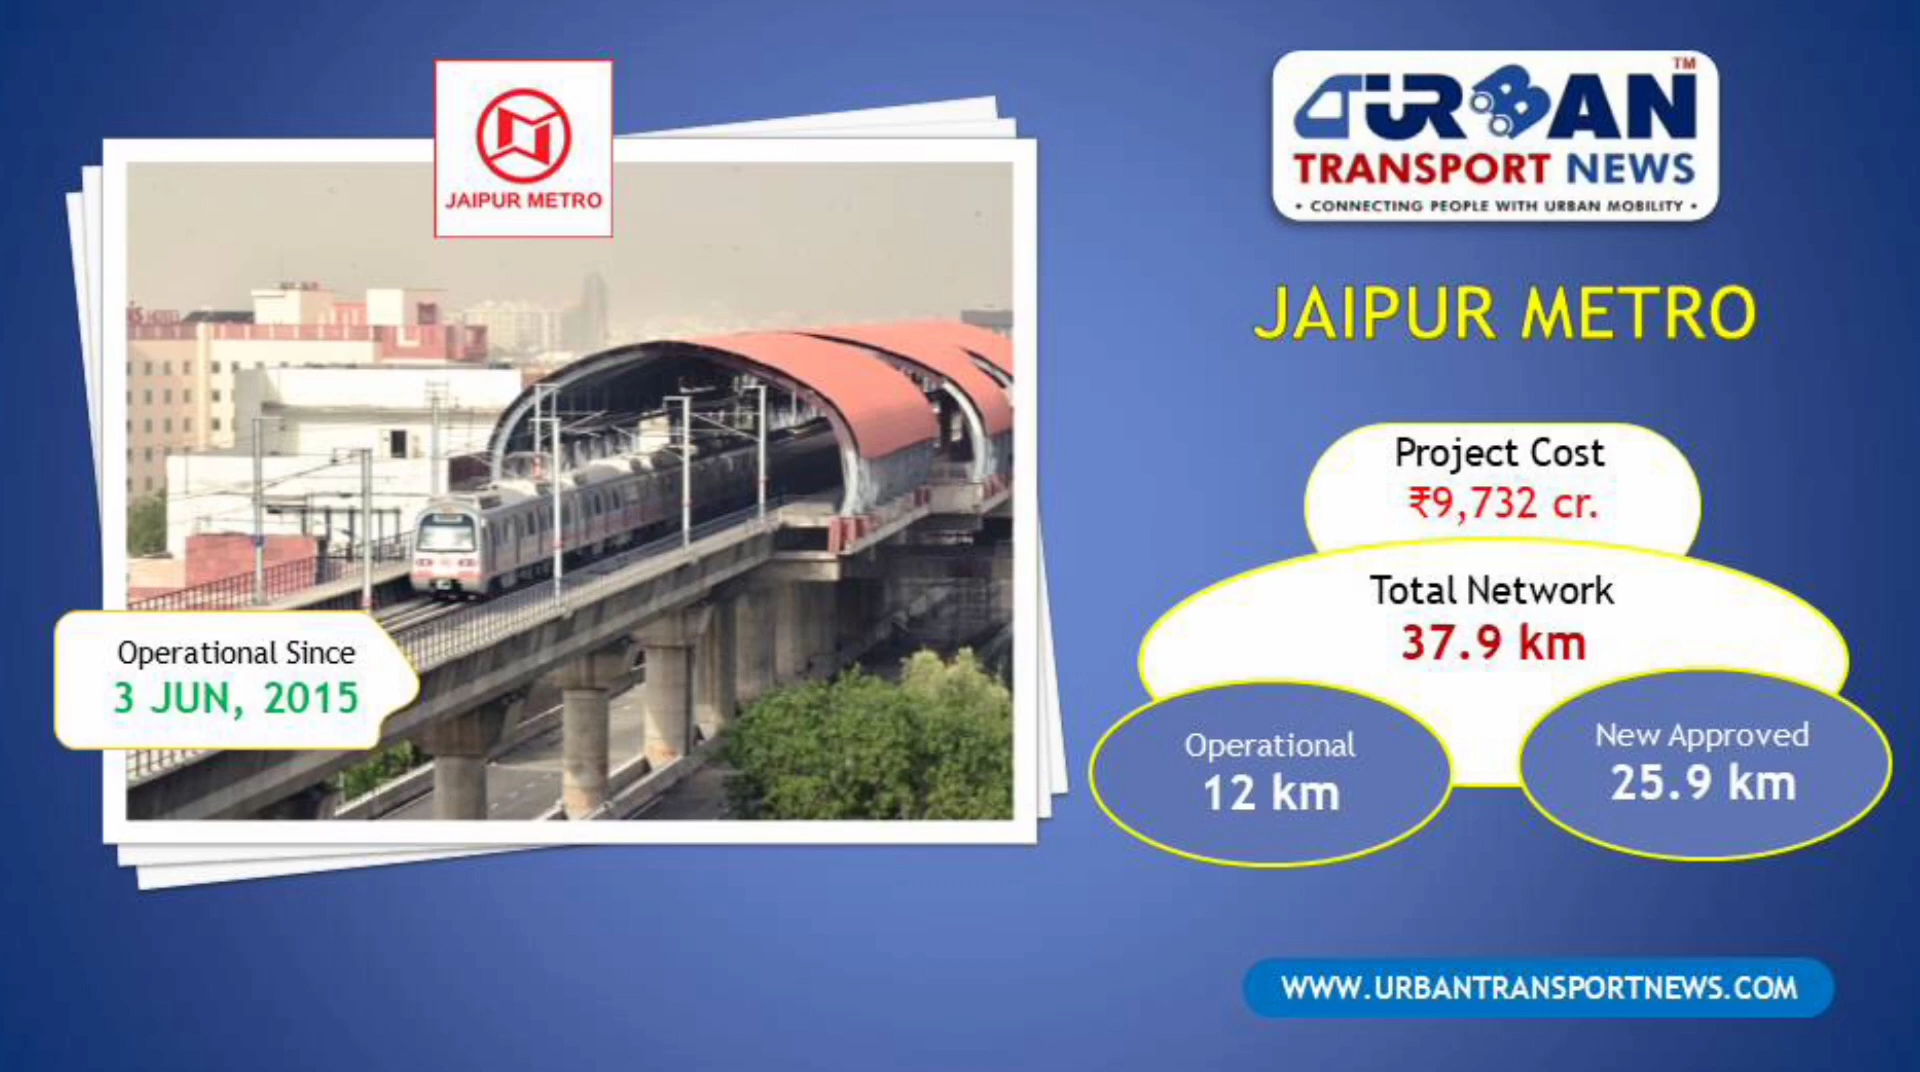 JAIPUR METRO
Operational Since
3 JUN, 2015
URBAN
TM
TRANSPORT NEWS
• CONNECTING PEOPLE WITH URBAN MOBILITY •
JAIPUR METRO
Project Cost
₹9,732 cr.
Total Network
37.9 km
Operational
12 km
New Approved
25.9 km
WWW.URBANTRANSPORTNEWS.COM